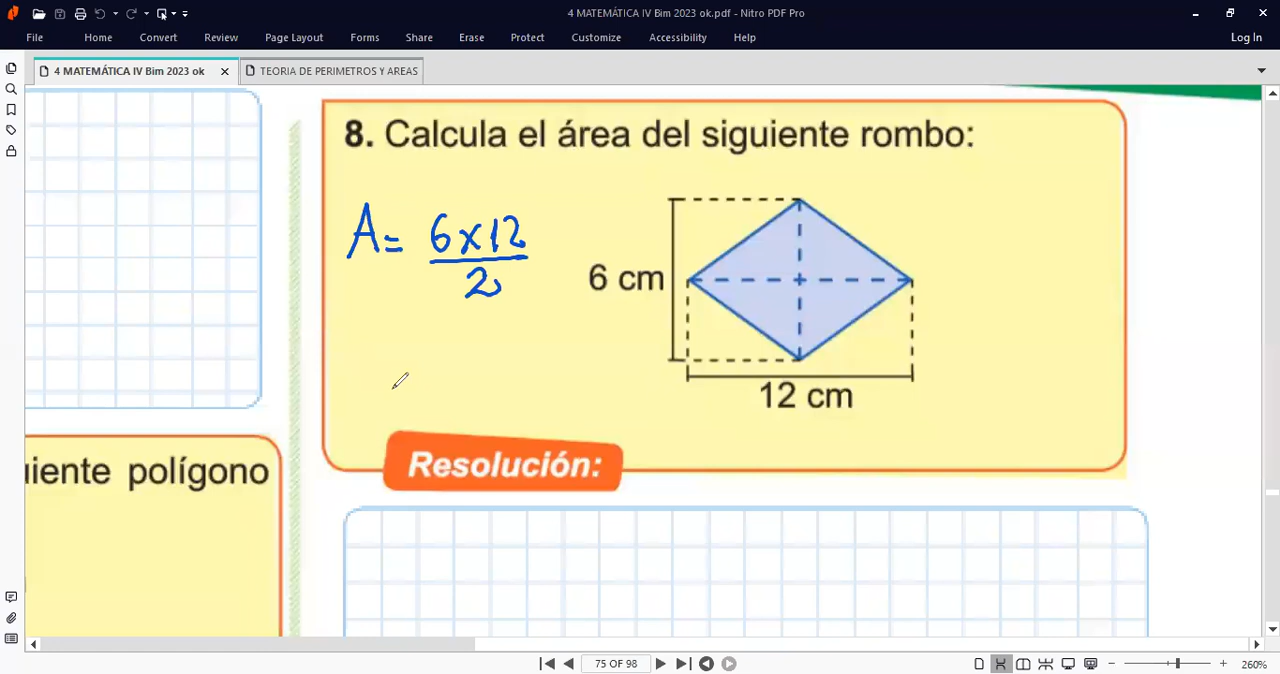 4 MATEMÁTICA IV Bim 2023 ok.pdf - Nitro PDF Pro
File Home Convert Review Page Layout Forms Share Erase Protect Customize Accessibility Help Log In
4 MATEMÁTICA IV Bim 2023 ok TEORIA DE PERIMETROS Y AREAS
8. Calcula el área del siguiente rombo:
A= 6x12
2
6 cm
12 cm
Resolución:
uiente polígono
75 OF 98
260%